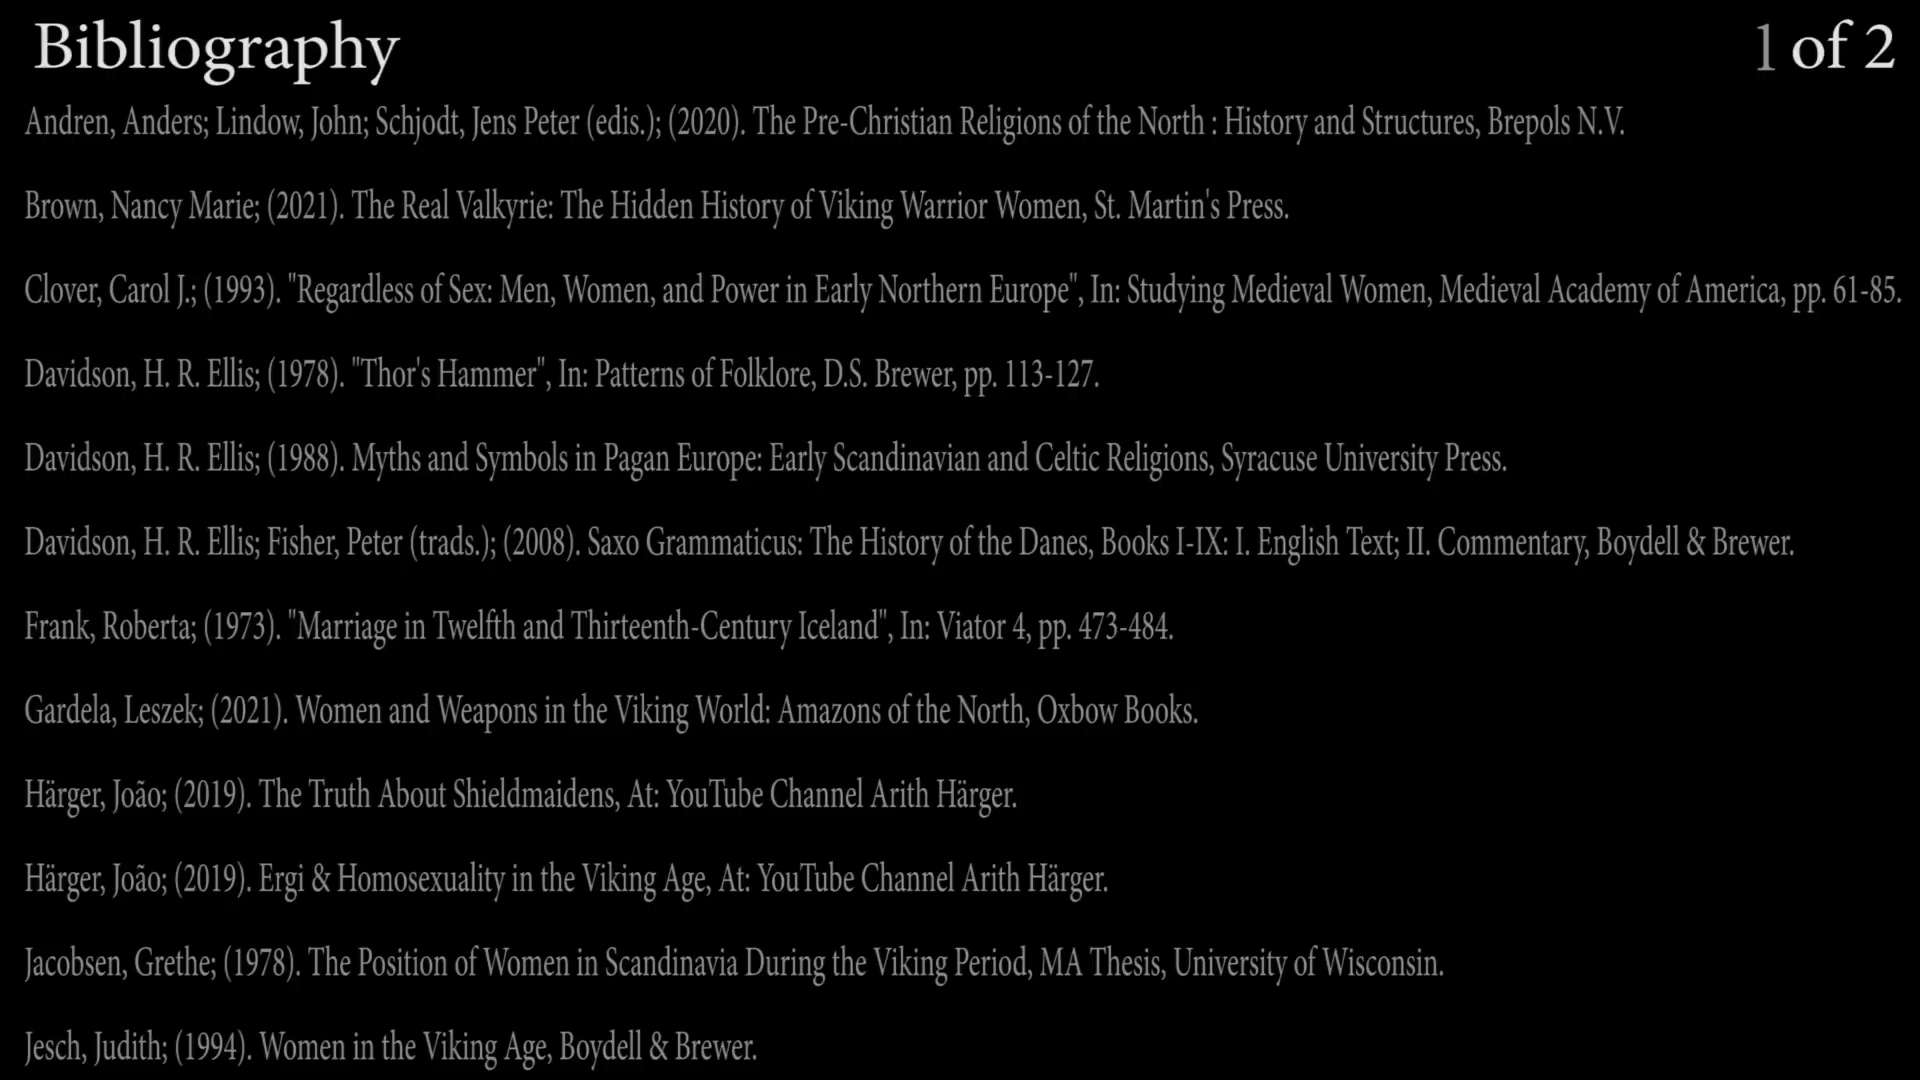 Bibliography
1 of 2
Andren, Anders; Lindow, John; Schjodt, Jens Peter (edis.); (2020). The Pre-Christian Religions of the North : History and Structures, Brepols N.V.
Brown, Nancy Marie; (2021). The Real Valkyrie: The Hidden History of Viking Warrior Women, St. Martin's Press.
Clover, Carol J.; (1993). "Regardless of Sex: Men, Women, and Power in Early Northern Europe", In: Studying Medieval Women, Medieval Academy of America, pp. 61-85.
Davidson, H. R. Ellis; (1978). "Thor's Hammer", In: Patterns of Folklore, D.S. Brewer, pp. 113-127.
Davidson, H. R. Ellis; (1988). Myths and Symbols in Pagan Europe: Early Scandinavian and Celtic Religions, Syracuse University Press.
Davidson, H. R. Ellis; Fisher, Peter (trads.); (2008). Saxo Grammaticus: The History of the Danes, Books I-IX: I. English Text; II. Commentary, Boydell & Brewer.
Frank, Roberta; (1973). "Marriage in Twelfth and Thirteenth-Century Iceland", In: Viator 4, pp. 473-484.
Gardela, Leszek; (2021). Women and Weapons in the Viking World: Amazons of the North, Oxbow Books.
Härger, João; (2019). The Truth About Shieldmaidens, At: YouTube Channel Arith Härger.
Härger, João; (2019). Ergi & Homosexuality in the Viking Age, At: YouTube Channel Arith Härger.
Jacobsen, Grethe; (1978). The Position of Women in Scandinavia During the Viking Period, MA Thesis, University of Wisconsin.
Jesch, Judith; (1994). Women in the Viking Age, Boydell & Brewer.